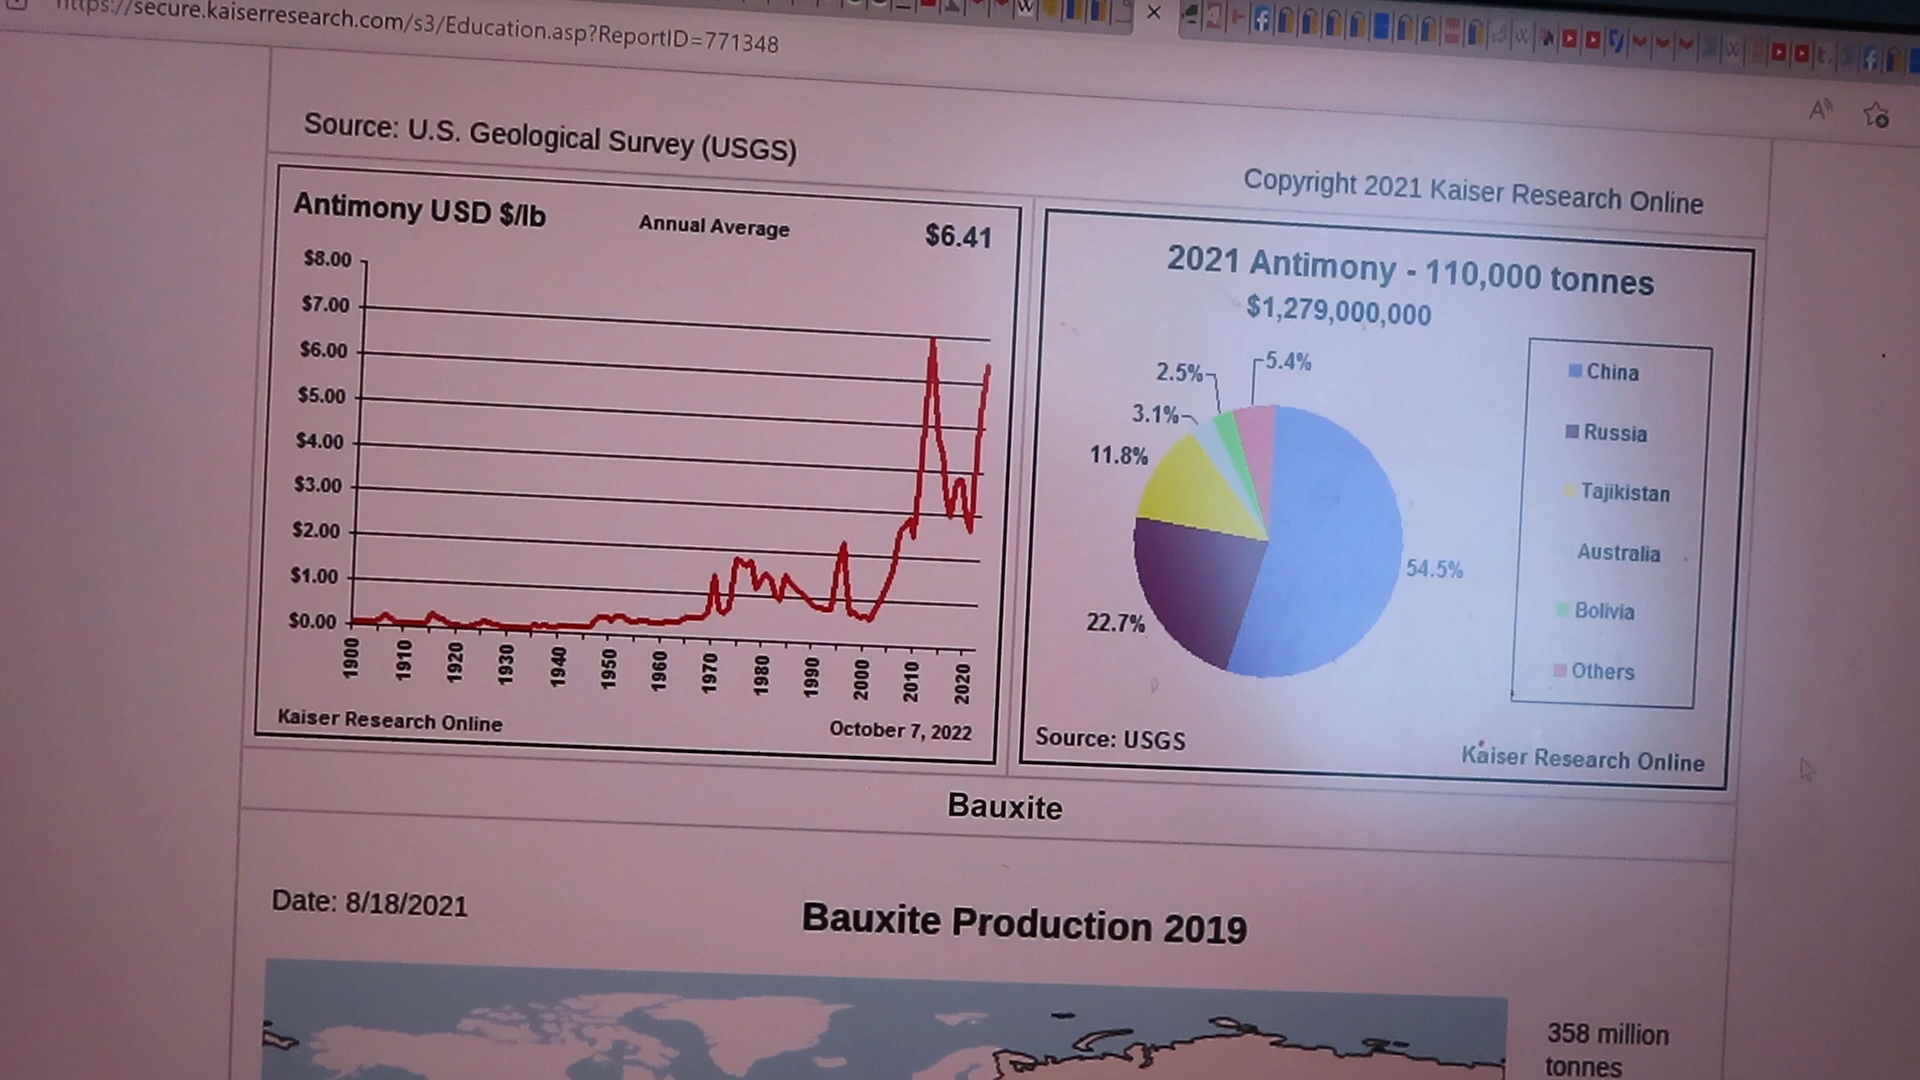 https://secure.kaiserresearch.com/s3/Education.asp?ReportID=771348
Source: U.S. Geological Survey (USGS)
Copyright 2021 Kaiser Research Online
Antimony USD $/lb
Annual Average
$6.41
$8.00
$7.00
$6.00
$5.00
$4.00
$3.00
$2.00
$1.00
$0.00
1900
1910
1920
1930
1940
1950
1960
1970
1980
1990
2000
2010
2020
Kaiser Research Online
October 7, 2022
2021 Antimony - 110,000 tonnes
$1,279,000,000
5.4%
2.5%
3.1%
11.8%
22.7%
54.5%
China
Russia
Tajikistan
Australia
Bolivia
Others
Source: USGS
Kaiser Research Online
Bauxite
Date: 8/18/2021
Bauxite Production 2019
358 million
tonnes